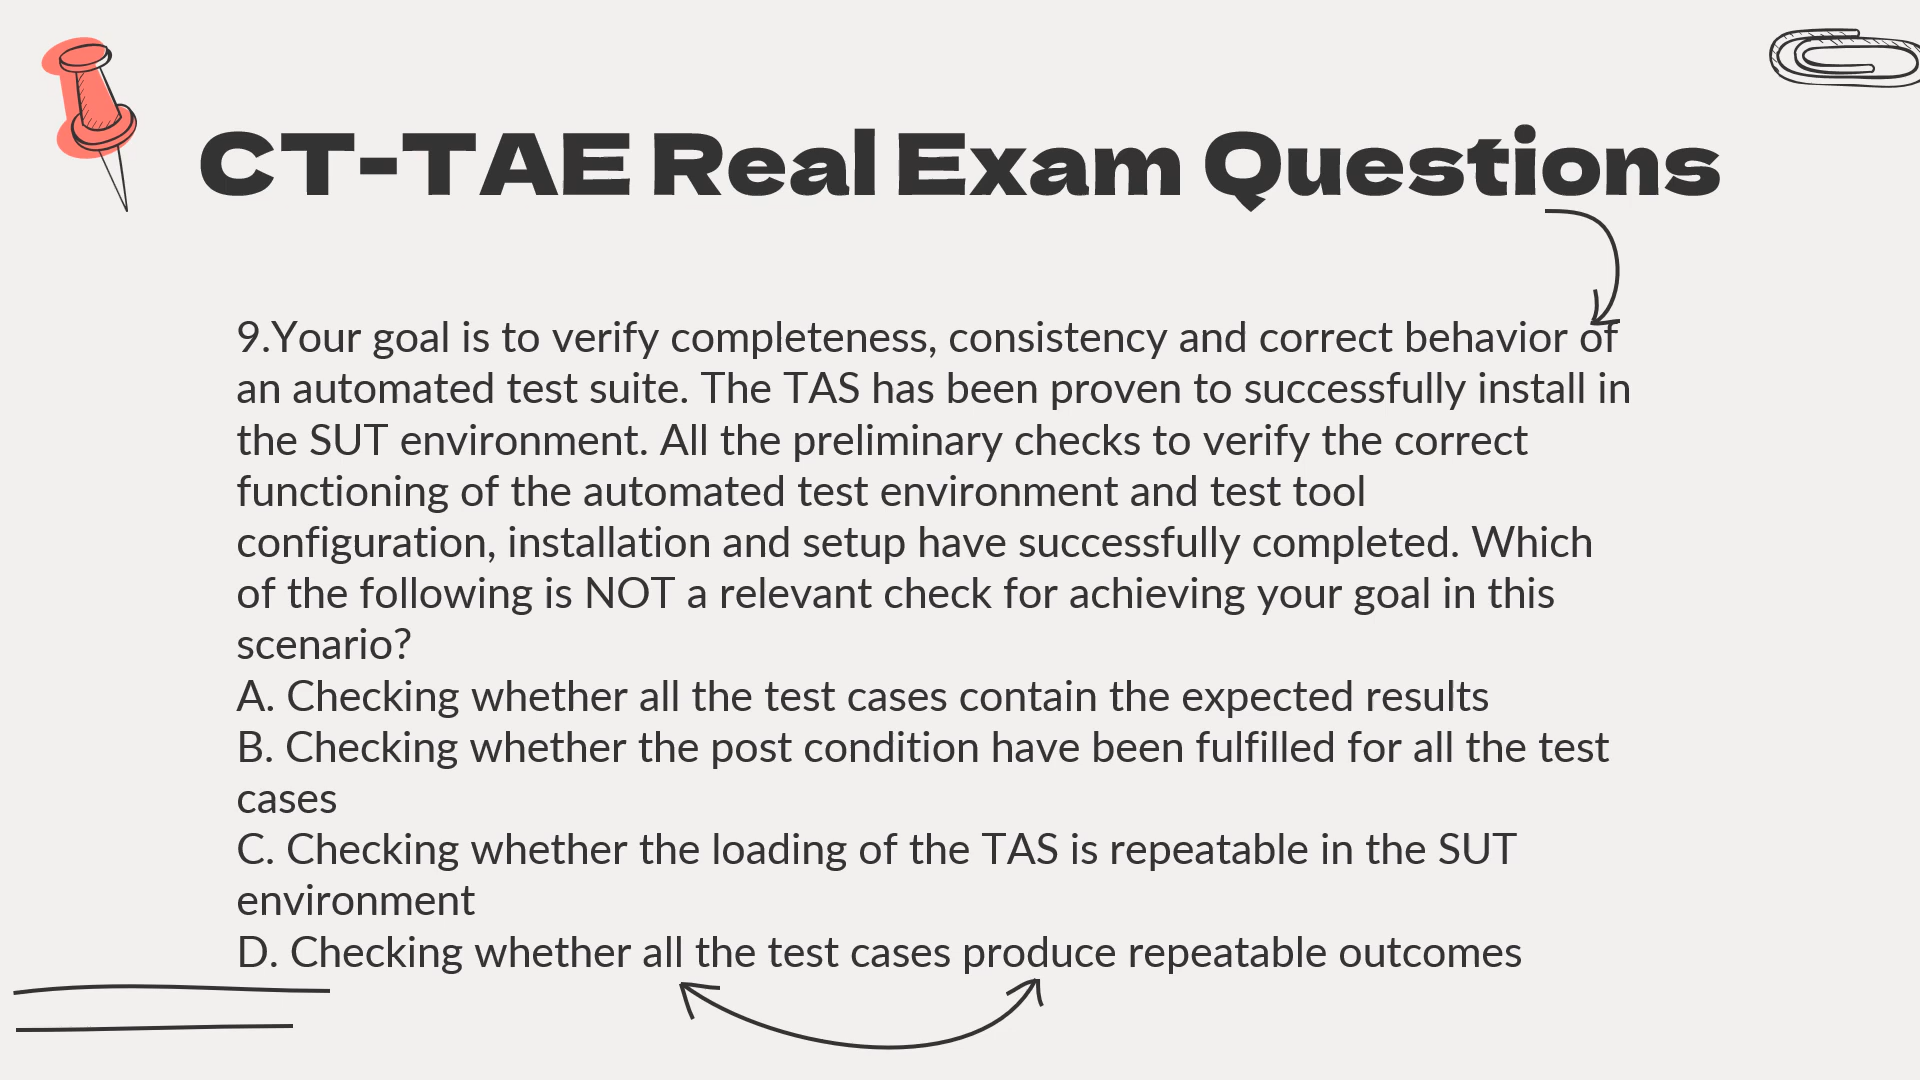 CT-TAE Real Exam Questions
9.Your goal is to verify completeness, consistency and correct behavior of
an automated test suite. The TAS has been proven to successfully install in
the SUT environment. All the preliminary checks to verify the correct
functioning of the automated test environment and test tool
configuration, installation and setup have successfully completed. Which
of the following is NOT a relevant check for achieving your goal in this
scenario?
A. Checking whether all the test cases contain the expected results
B. Checking whether the post condition have been fulfilled for all the test
cases
C. Checking whether the loading of the TAS is repeatable in the SUT
environment
D. Checking whether all the test cases produce repeatable outcomes